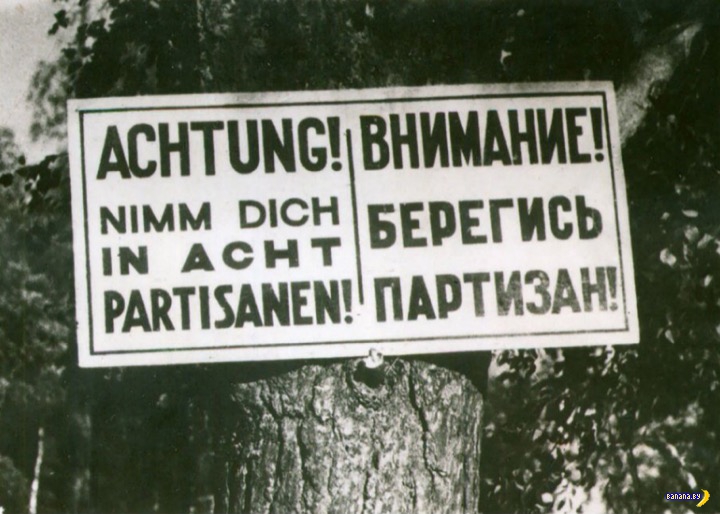 ACHTUNG!
NIMM DICH
IN ACHT
PARTISANEN!
ВНИМАНИЕ!
БЕРЕГИСЬ
ПАРТИЗАН!
banana.by